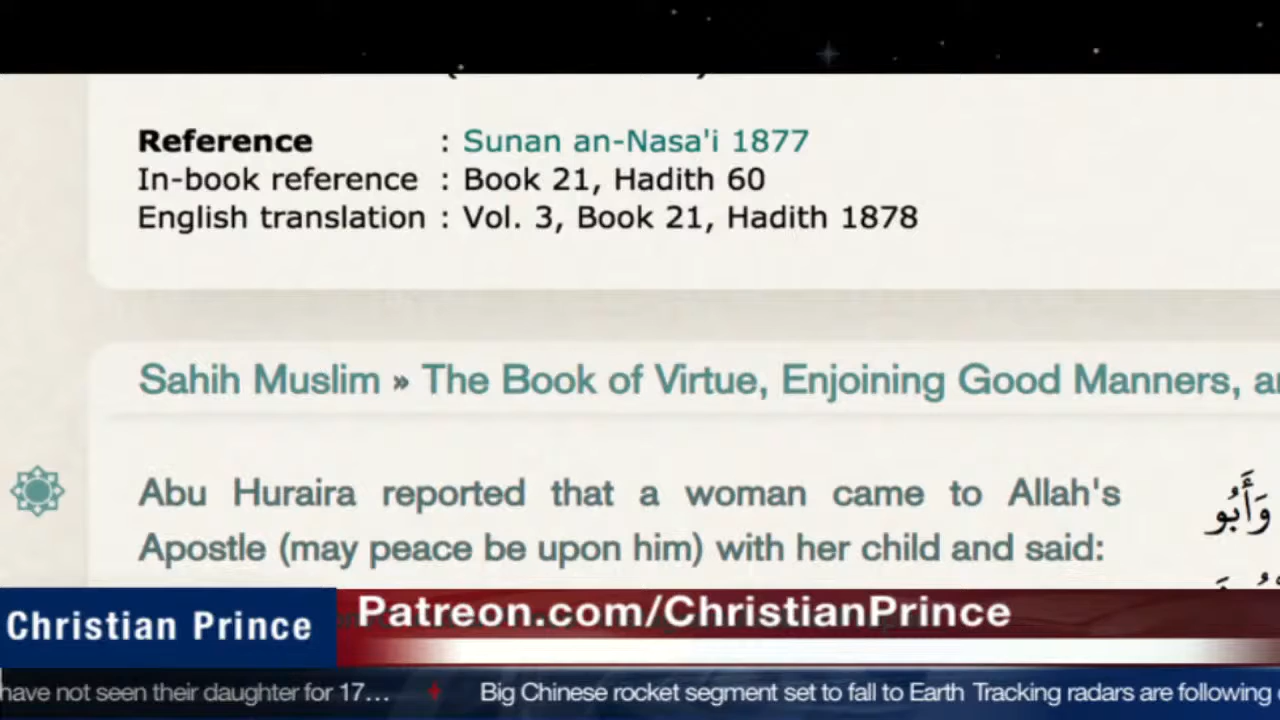 Reference : Sunan an-Nasa'i 1877
In-book reference : Book 21, Hadith 60
English translation : Vol. 3, Book 21, Hadith 1878
Sahih Muslim » The Book of Virtue, Enjoining Good Manners,
Abu Huraira reported that a woman came to Allah's
وَأَبُو
Apostle (may peace be upon him) with her child and said:
Patreon.com/ChristianPrince
Christian Prince
have not seen their daughter for 17... Big Chinese rocket segment set to fall to Earth Tracking radars are following